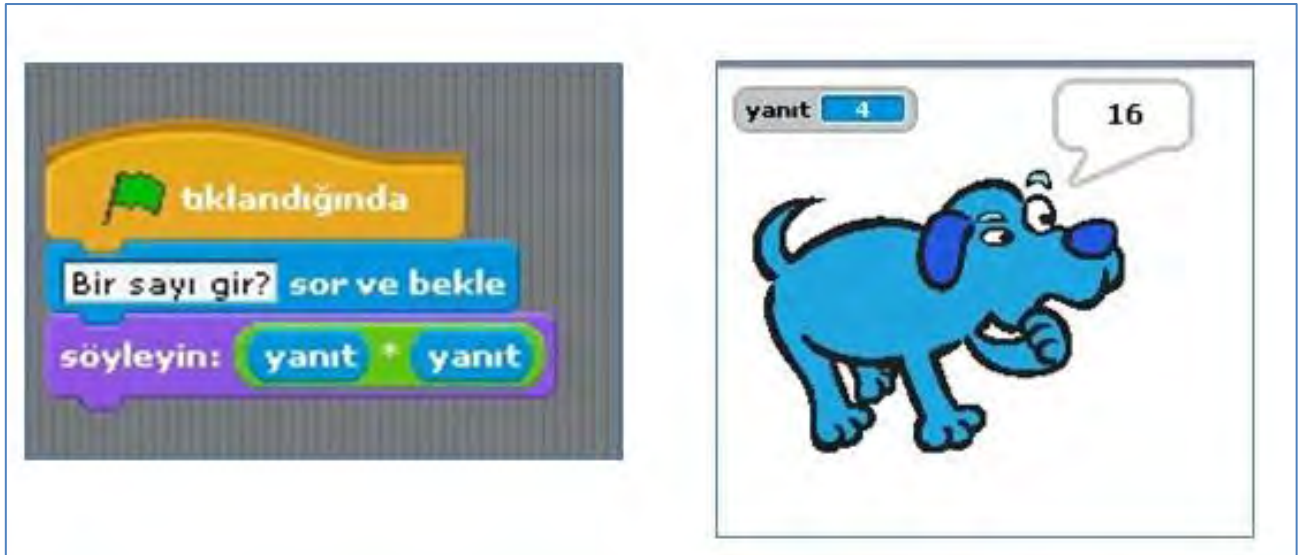 tıklandığında
Bir sayı gir? sor ve bekle
söyleyin: yanıt * yanıt
yanıt 4
16